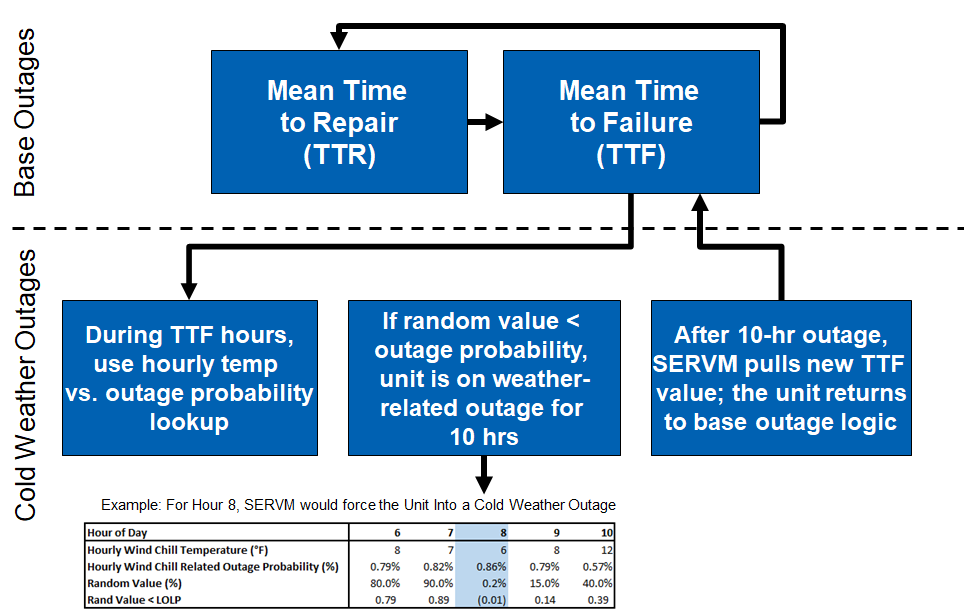 Base Outages
Mean Time
to Repair
(TTR)
Mean Time
to Failure
(TTF)
Cold Weather Outages
During TTF hours,
use hourly temp
vs. outage probability
lookup
If random value <
outage probability,
unit is on weather-
related outage for
10 hrs
After 10-hr outage,
SERVM pulls new TTF
value; the unit returns
to base outage logic
Example: For Hour 8, SERVM would force the Unit Into a Cold Weather Outage
Hour of Day 6 7 8 9 10
Hourly Wind Chill Temperature (°F) 8 7 6 8 12
Hourly Wind Chill Related Outage Probability (%) 0.79% 0.82% 0.86% 0.79% 0.57%
Random Value (%) 80.0% 90.0% 0.2% 15.0% 40.0%
Rand Value < LOLP 0.79 0.89 (0.01) 0.14 0.39